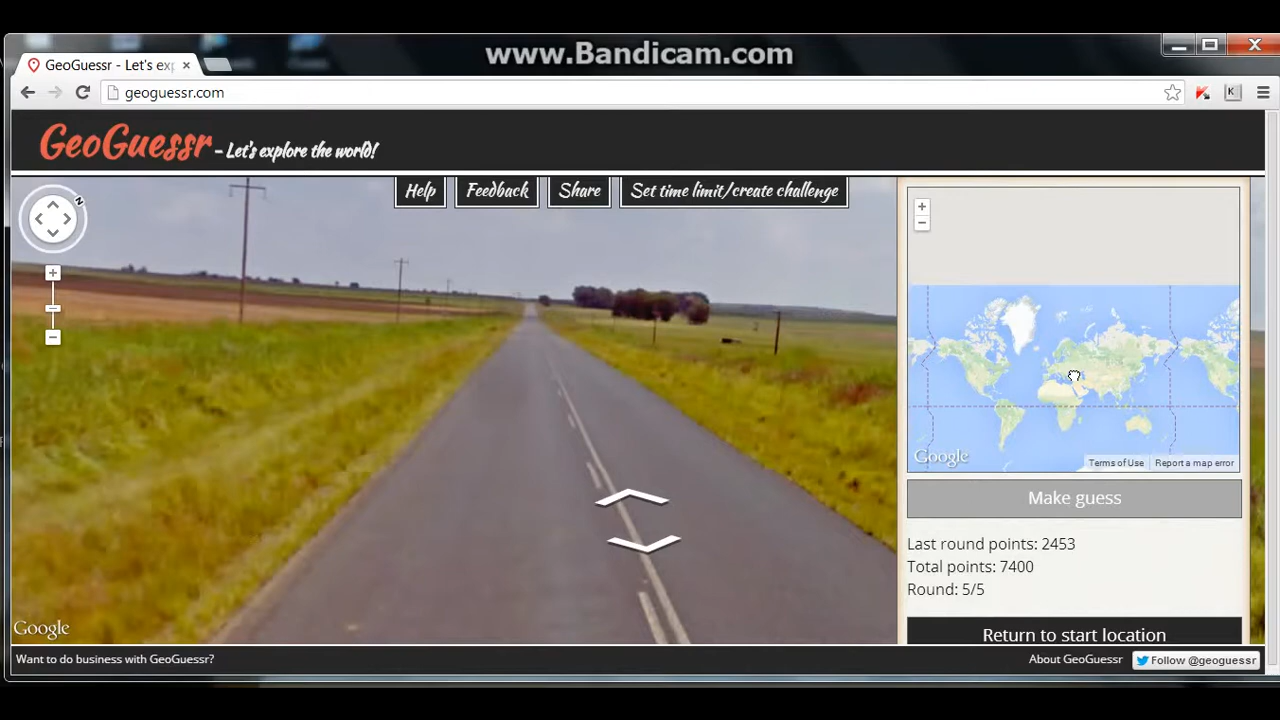 www.Bandicam.com
GeoGuessr - Let's exp
geoguessr.com
K
GeoGuessr - Let's explore the world!
N
Help
Feedback
Share
Set time limit/create challenge
+
−
+
−
Google
Google
Terms of Use
Report a map error
Make guess
Last round points: 2453
Total points: 7400
Round: 5/5
Return to start location
Want to do business with GeoGuessr?
About GeoGuessr
Follow @geoguessr